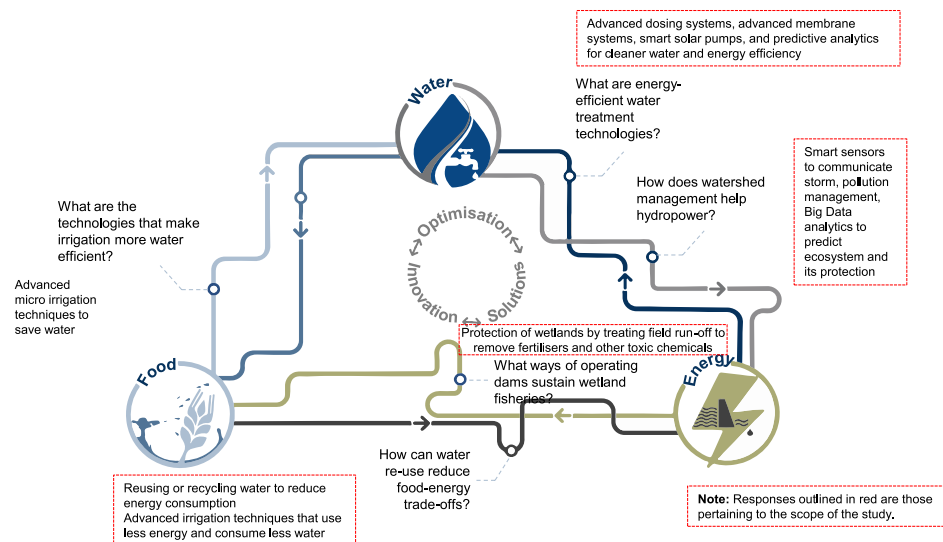 Advanced dosing systems, advanced membrane
systems, smart solar pumps, and predictive analytics
for cleaner water and energy efficiency
Water
What are energy-
efficient water
treatment
technologies?
How does watershed
management help
hydropower?
Smart sensors
to communicate
storm, pollution
management,
Big Data
analytics to
predict
ecosystem and
its protection
What are the
technologies that make
irrigation more water
efficient?
Advanced
micro irrigation
techniques to
save water
Optimisation
Solutions
Innovation
Protection of wetlands by treating field run-off to
remove fertilisers and other toxic chemicals
What ways of operating
dams sustain wetland
fisheries?
Food
Energy
How can water
re-use reduce
food-energy
trade-offs?
Reusing or recycling water to reduce
energy consumption
Advanced irrigation techniques that use
less energy and consume less water
Note: Responses outlined in red are those
pertaining to the scope of the study.